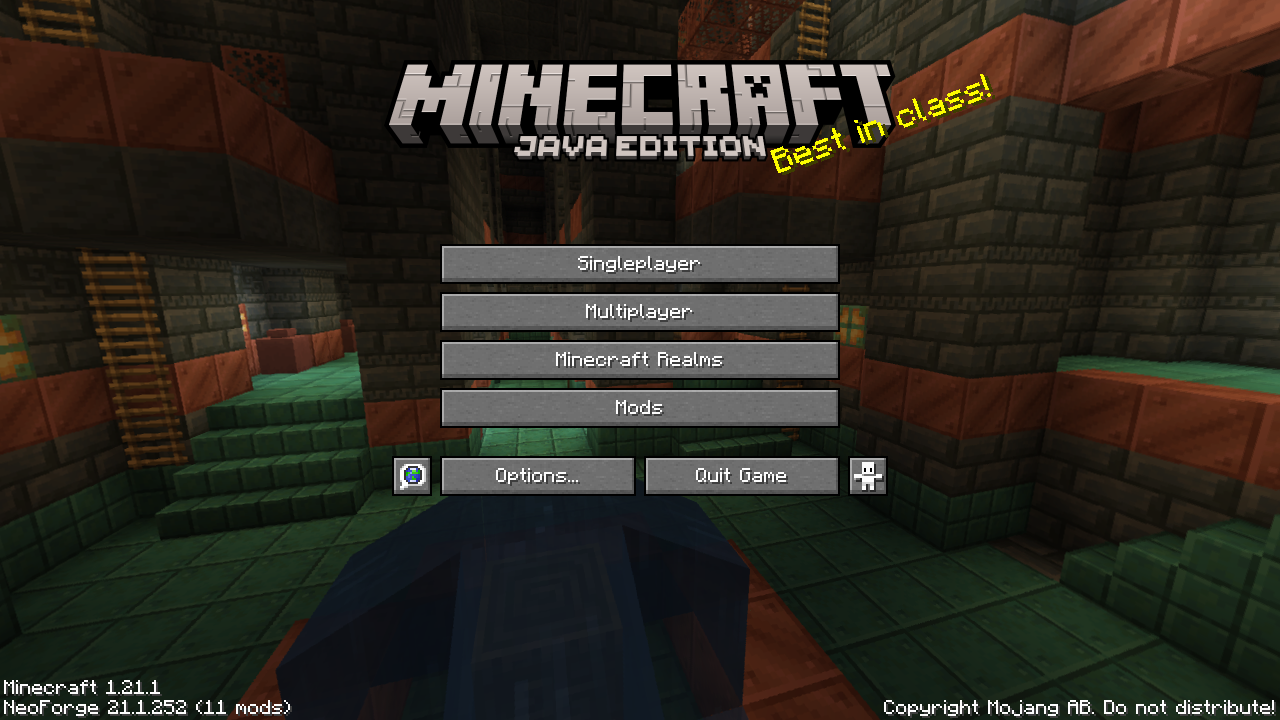 MINECRAFT
JAVA EDITION
Best in class!
Singleplayer
Multiplayer
Minecraft Realms
Mods
Options...
Quit Game
Minecraft 1.21.1
NeoForge 21.1.252 (11 mods)
Copyright Mojang AB. Do not distribute!